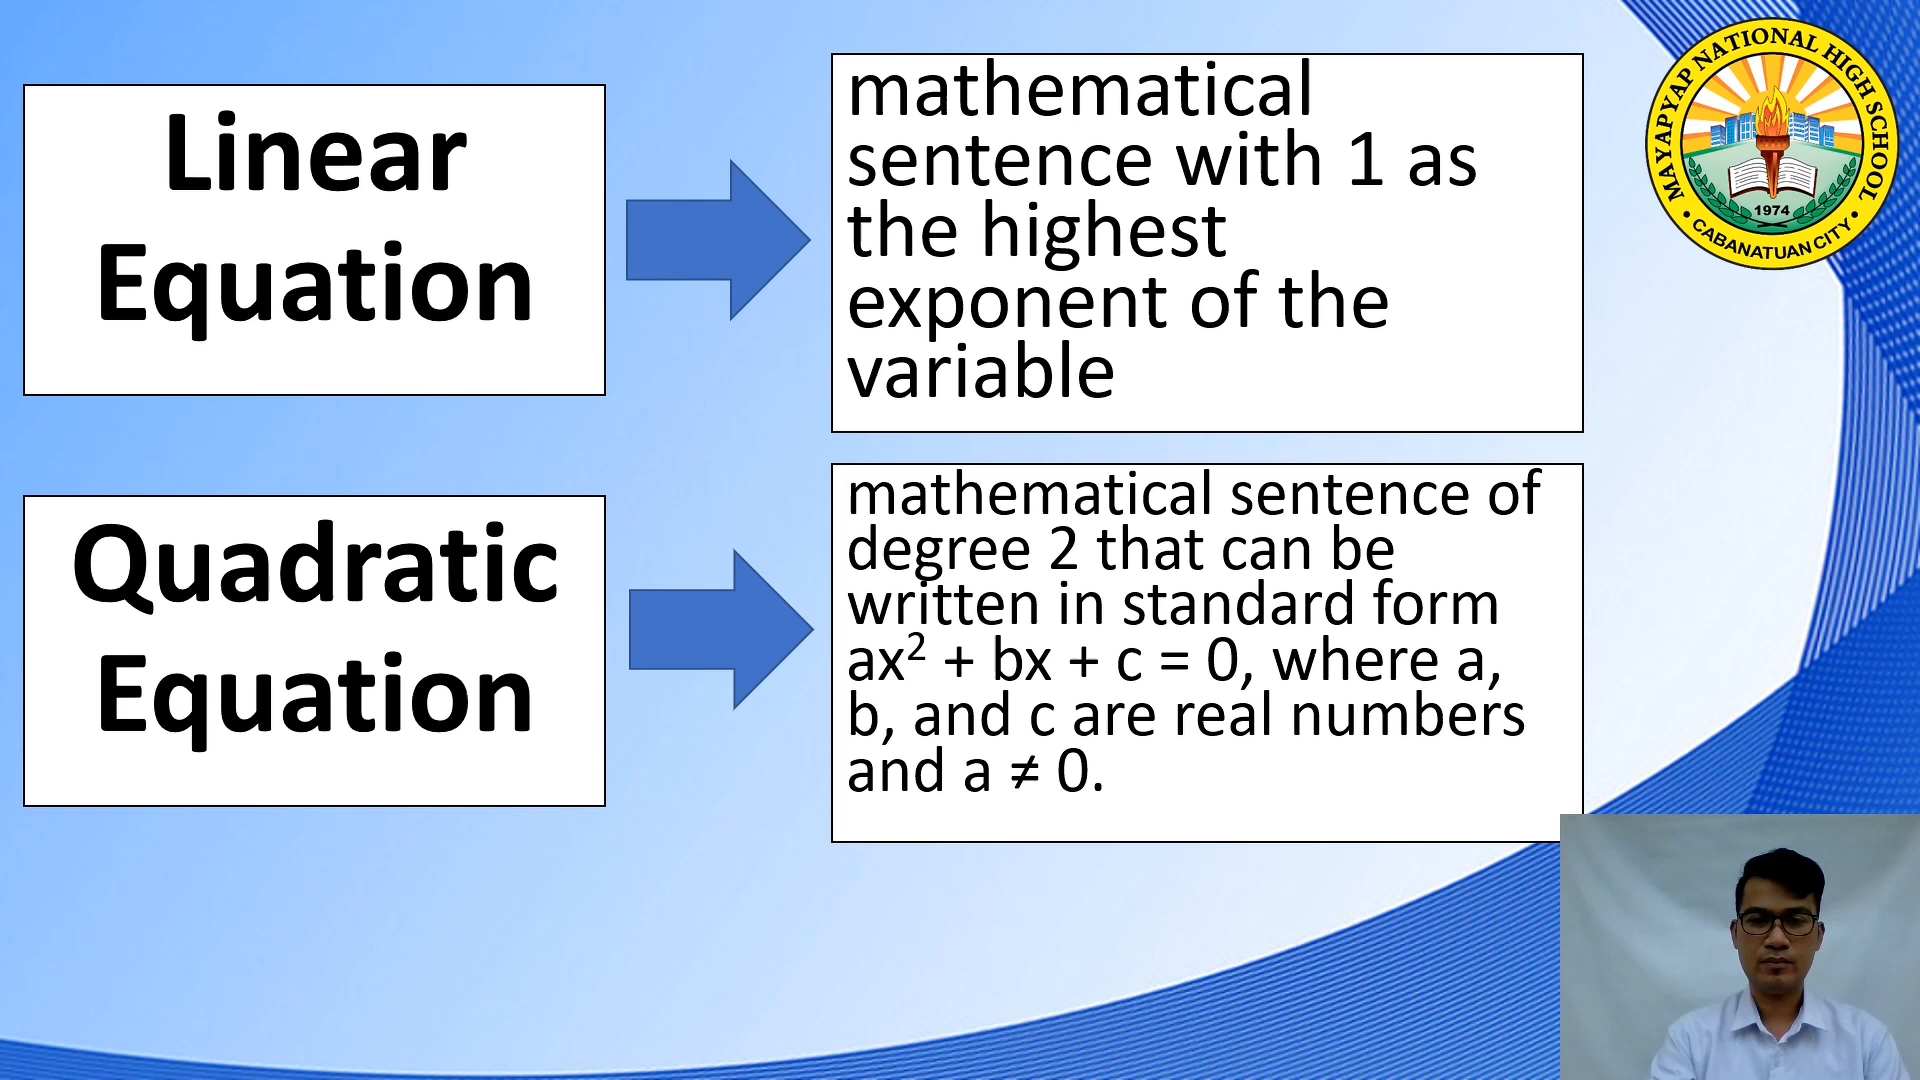 Linear
Equation
mathematical
sentence with 1 as
the highest
exponent of the
variable
Quadratic
Equation
mathematical sentence of
degree 2 that can be
written in standard form
ax² + bx + c = 0, where a,
b, and c are real numbers
and a ≠ 0.
MAYAPYAP NATIONAL HIGH SCHOOL
1974
• CABANATUAN CITY •